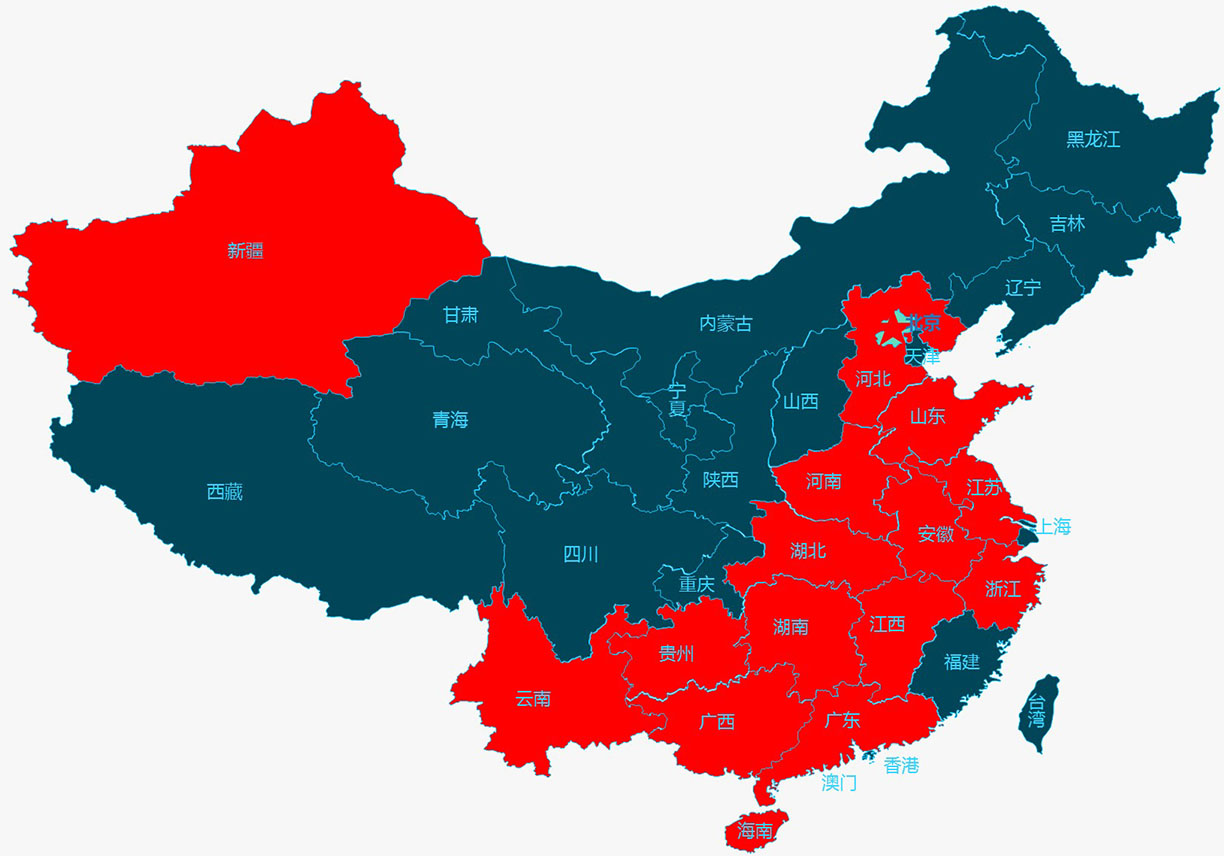 黑龙江
吉林
新疆
辽宁
甘肃
内蒙古
北京
天津
河北
宁夏
山西
山东
青海
陕西
河南
江苏
西藏
上海
安徽
湖北
四川
重庆
浙江
江西
湖南
贵州
福建
云南
台湾
广西
广东
香港
澳门
海南